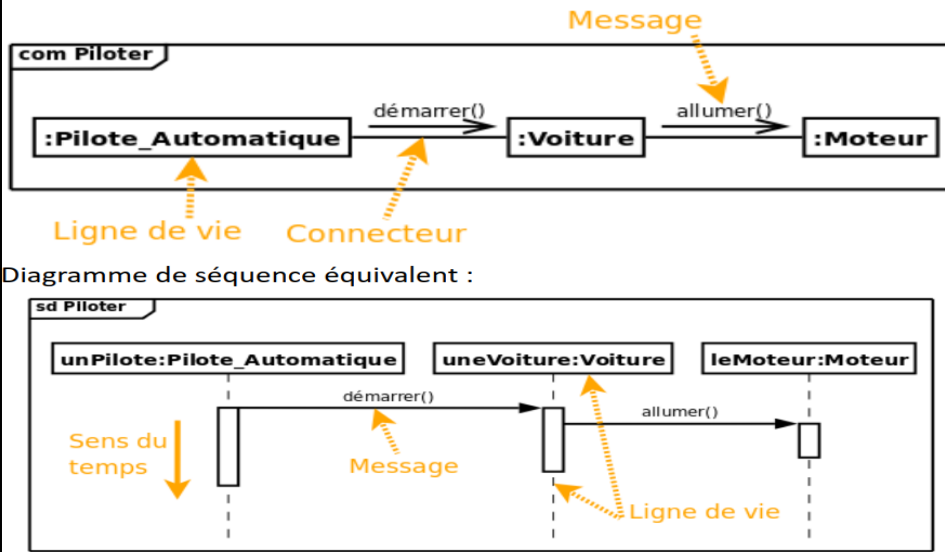 Message
com Piloter
démarrer()
allumer()
:Pilote_Automatique
:Voiture
:Moteur
Ligne de vie
Connecteur
Diagramme de séquence équivalent :
sd Piloter
unPilote:Pilote_Automatique
uneVoiture:Voiture
leMoteur:Moteur
démarrer()
allumer()
Sens du
temps
Message
Ligne de vie